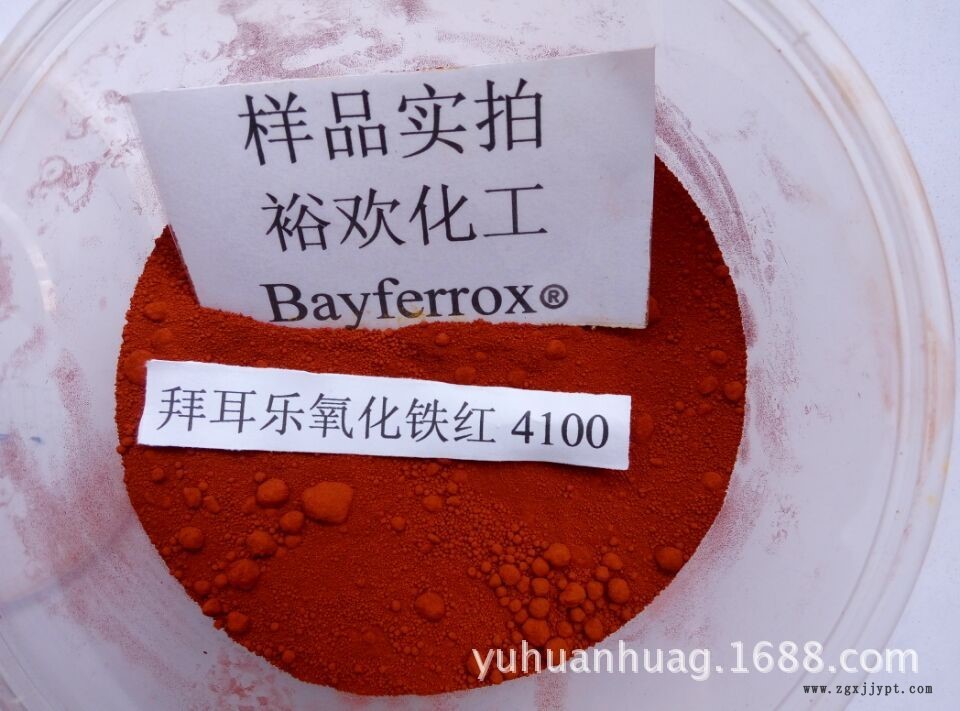 样品实拍
裕欢化工
Bayferrox®
拜耳乐氧化铁红 4100
yuhuanhuag.1688.com
www.zgxjjypt.com